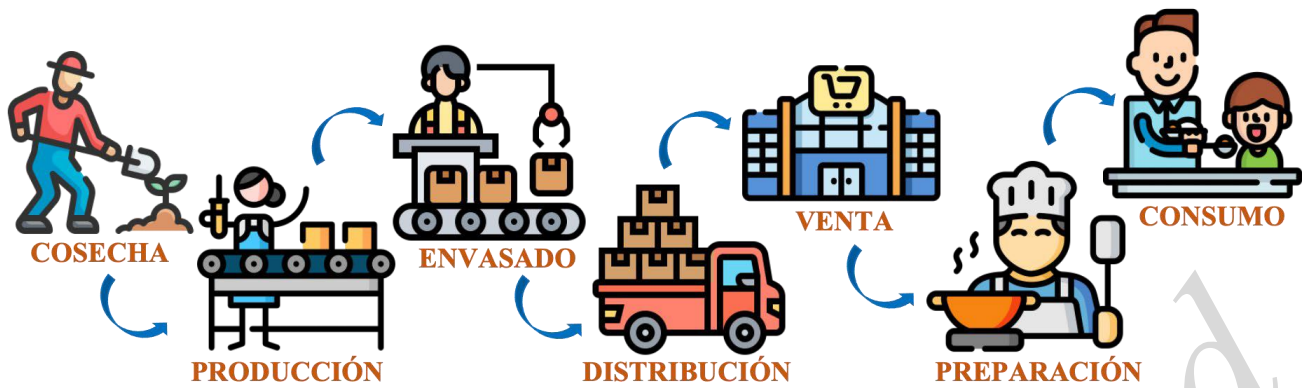 COSECHA
PRODUCCIÓN
ENVASADO
DISTRIBUCIÓN
VENTA
PREPARACIÓN
CONSUMO